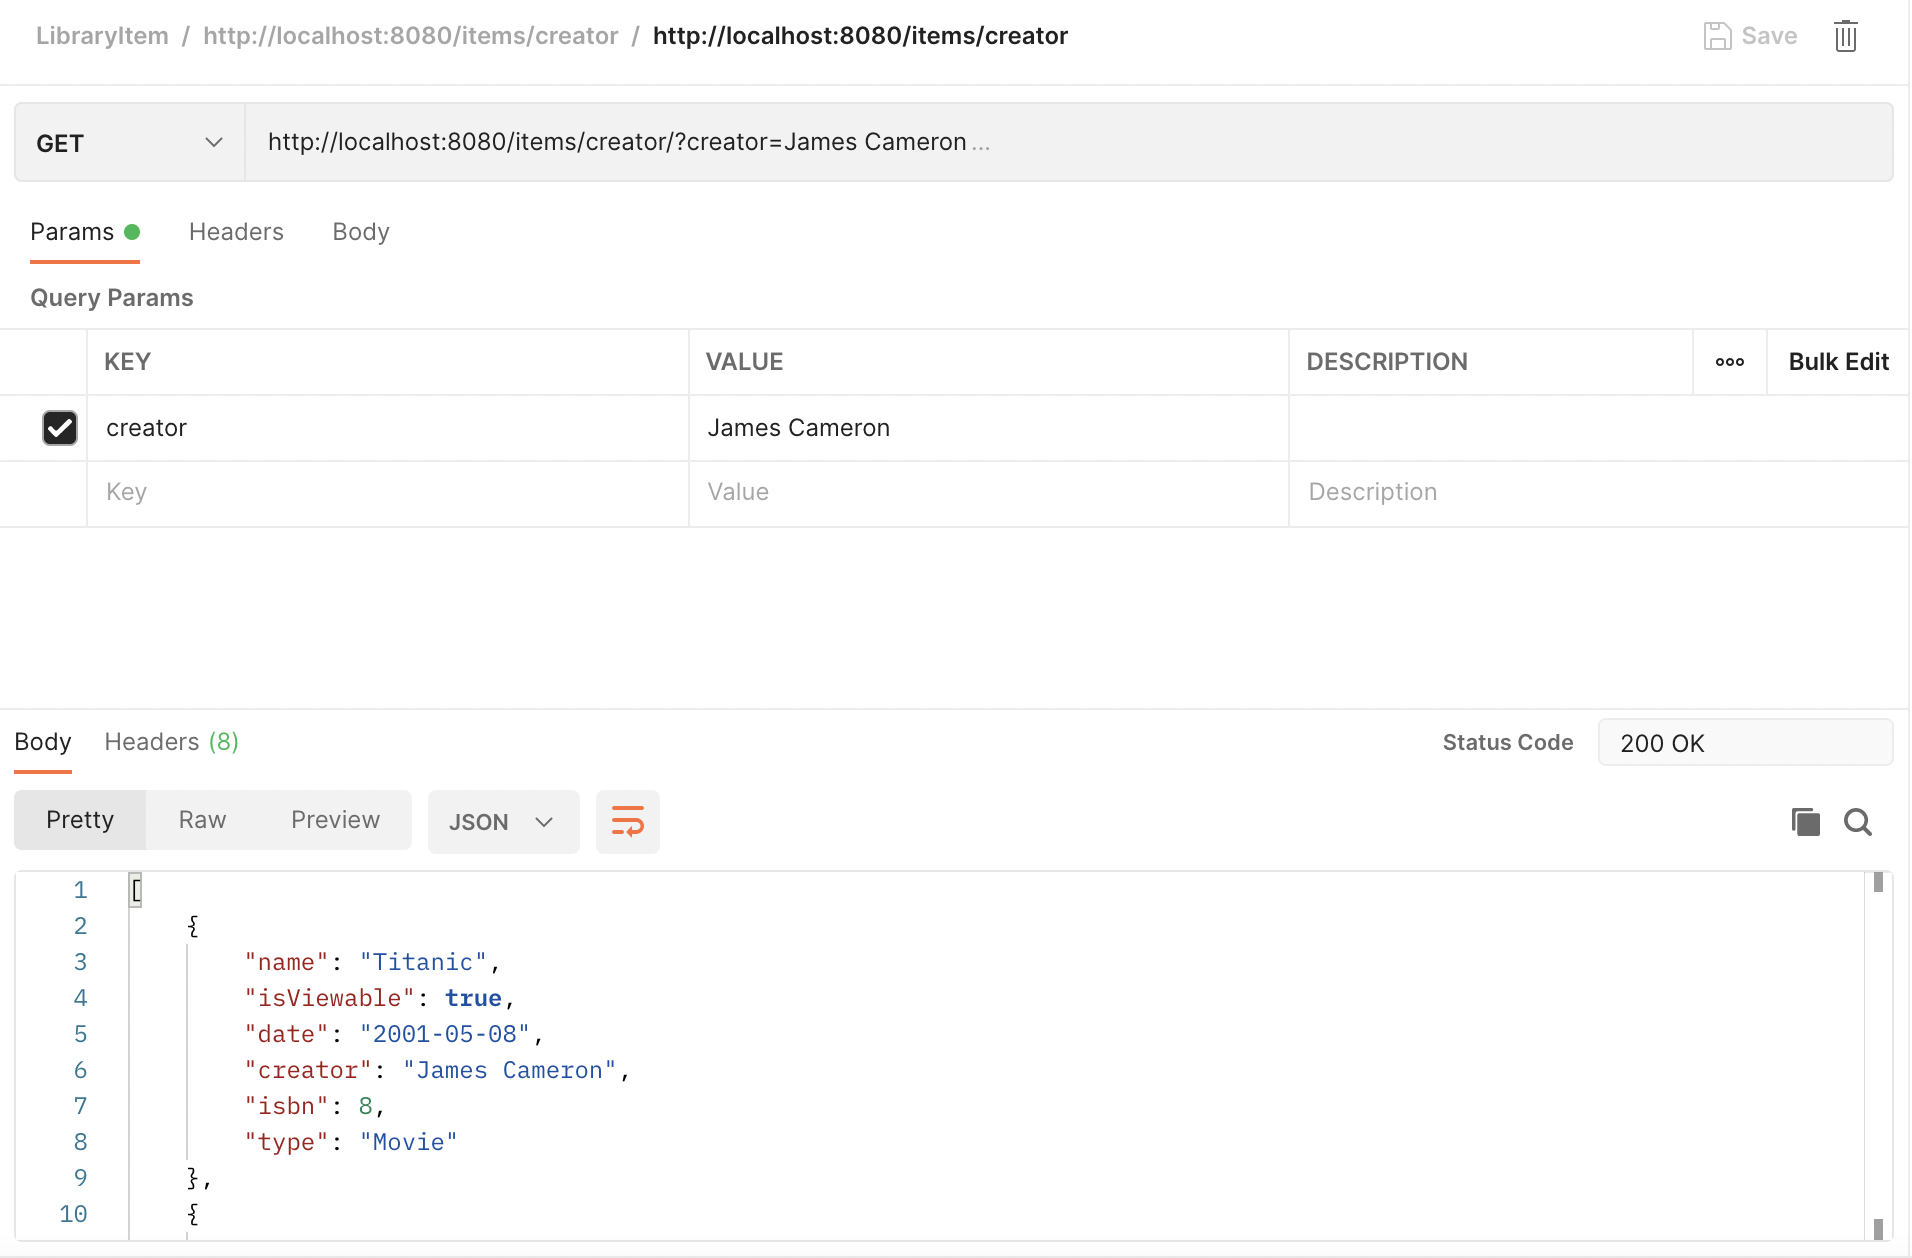 LibraryItem / http://localhost:8080/items/creator / http://localhost:8080/items/creator
Save
GET
http://localhost:8080/items/creator/?creator=James Cameron ...
Params Headers Body
Query Params
KEY VALUE DESCRIPTION ooo Bulk Edit
creator James Cameron
Key Value Description
Body Headers (8) Status Code 200 OK
Pretty Raw Preview JSON
1 [
2 {
3 "name": "Titanic",
4 "isViewable": true,
5 "date": "2001-05-08",
6 "creator": "James Cameron",
7 "isbn": 8,
8 "type": "Movie"
9 },
10 {